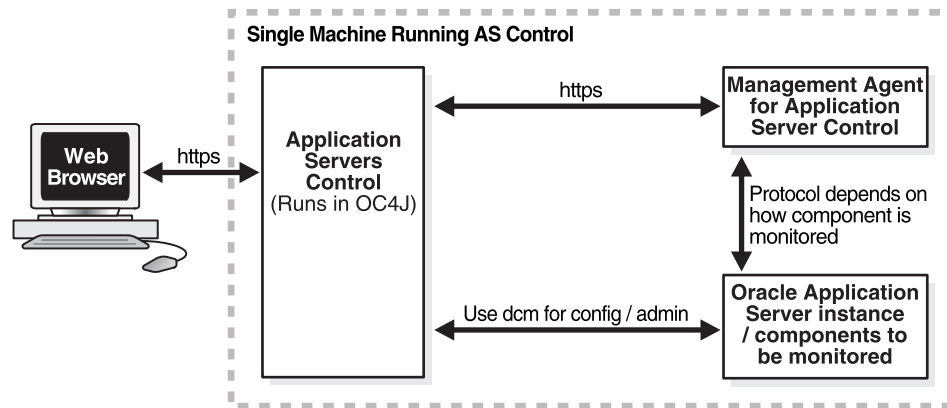 Single Machine Running AS Control
Web
Browser
https
Application
Servers
Control
(Runs in OC4J)
https
Management Agent
for Application
Server Control
Protocol depends on
how component is
monitored
Use dcm for config / admin
Oracle Application
Server instance
/ components to
be monitored